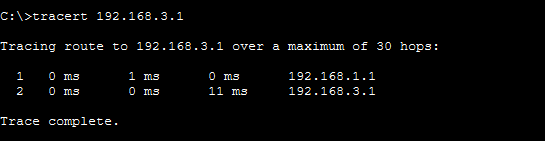 C:\>tracert 192.168.3.1
Tracing route to 192.168.3.1 over a maximum of 30 hops:
1 0 ms 1 ms 0 ms 192.168.1.1
2 0 ms 0 ms 11 ms 192.168.3.1
Trace complete.